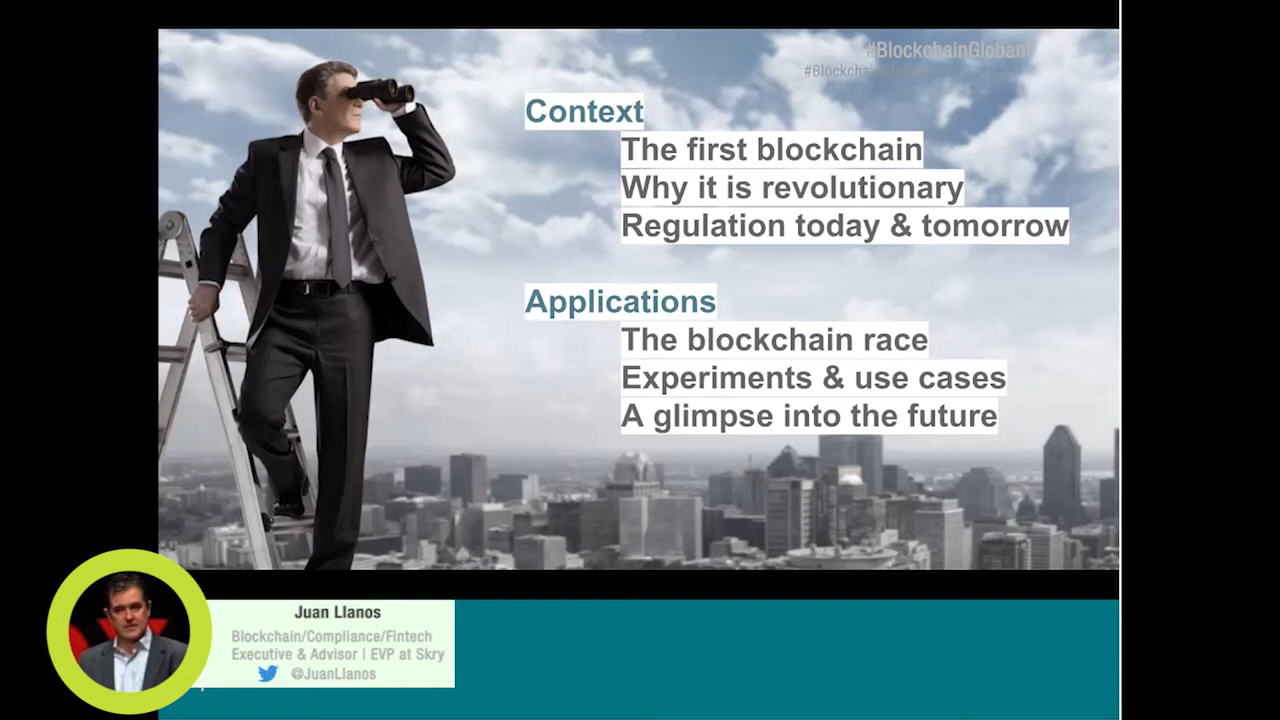 #BlockchainGlobant
Context
The first blockchain
Why it is revolutionary
Regulation today & tomorrow
Applications
The blockchain race
Experiments & use cases
A glimpse into the future
Juan Llanos
Blockchain/Compliance/Fintech
Executive & Advisor | EVP at Skry
@JuanLlanos